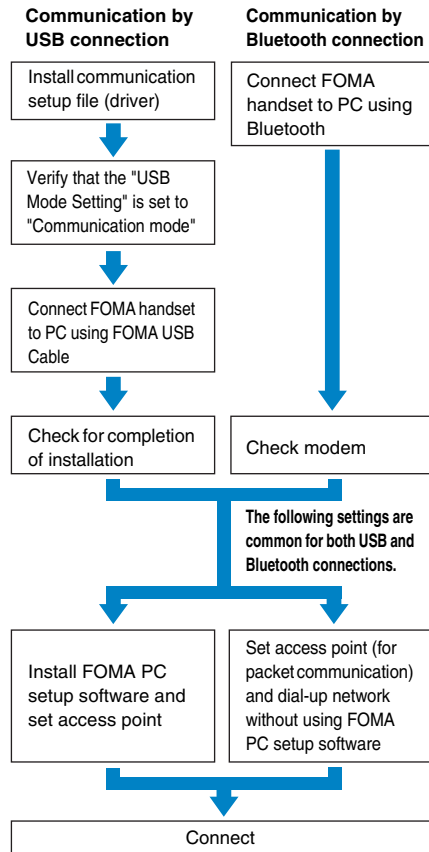 Communication by
USB connection
Install communication
setup file (driver)
Verify that the "USB
Mode Setting" is set to
"Communication mode"
Connect FOMA handset
to PC using FOMA USB
Cable
Check for completion
of installation
Communication by
Bluetooth connection
Connect FOMA
handset to PC using
Bluetooth
Check modem
The following settings are
common for both USB and
Bluetooth connections.
Install FOMA PC
setup software and
set access point
Set access point (for
packet communication)
and dial-up network
without using FOMA
PC setup software
Connect